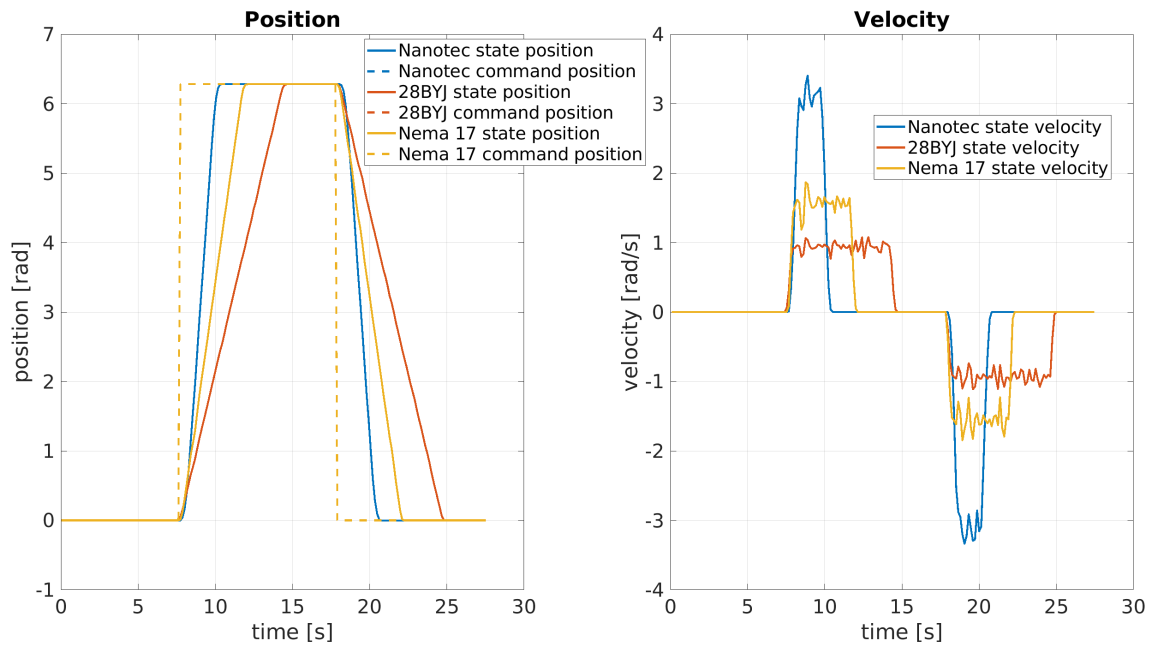 Position
7
6
5
4
3
2
1
0
-1
position [rad]
0 5 10 15 20 25 30
time [s]
Nanotec state position
Nanotec command position
28BYJ state position
28BYJ command position
Nema 17 state position
Nema 17 command position
Velocity
4
3
2
1
0
-1
-2
-3
-4
velocity [rad/s]
0 5 10 15 20 25 30
time [s]
Nanotec state velocity
28BYJ state velocity
Nema 17 state velocity